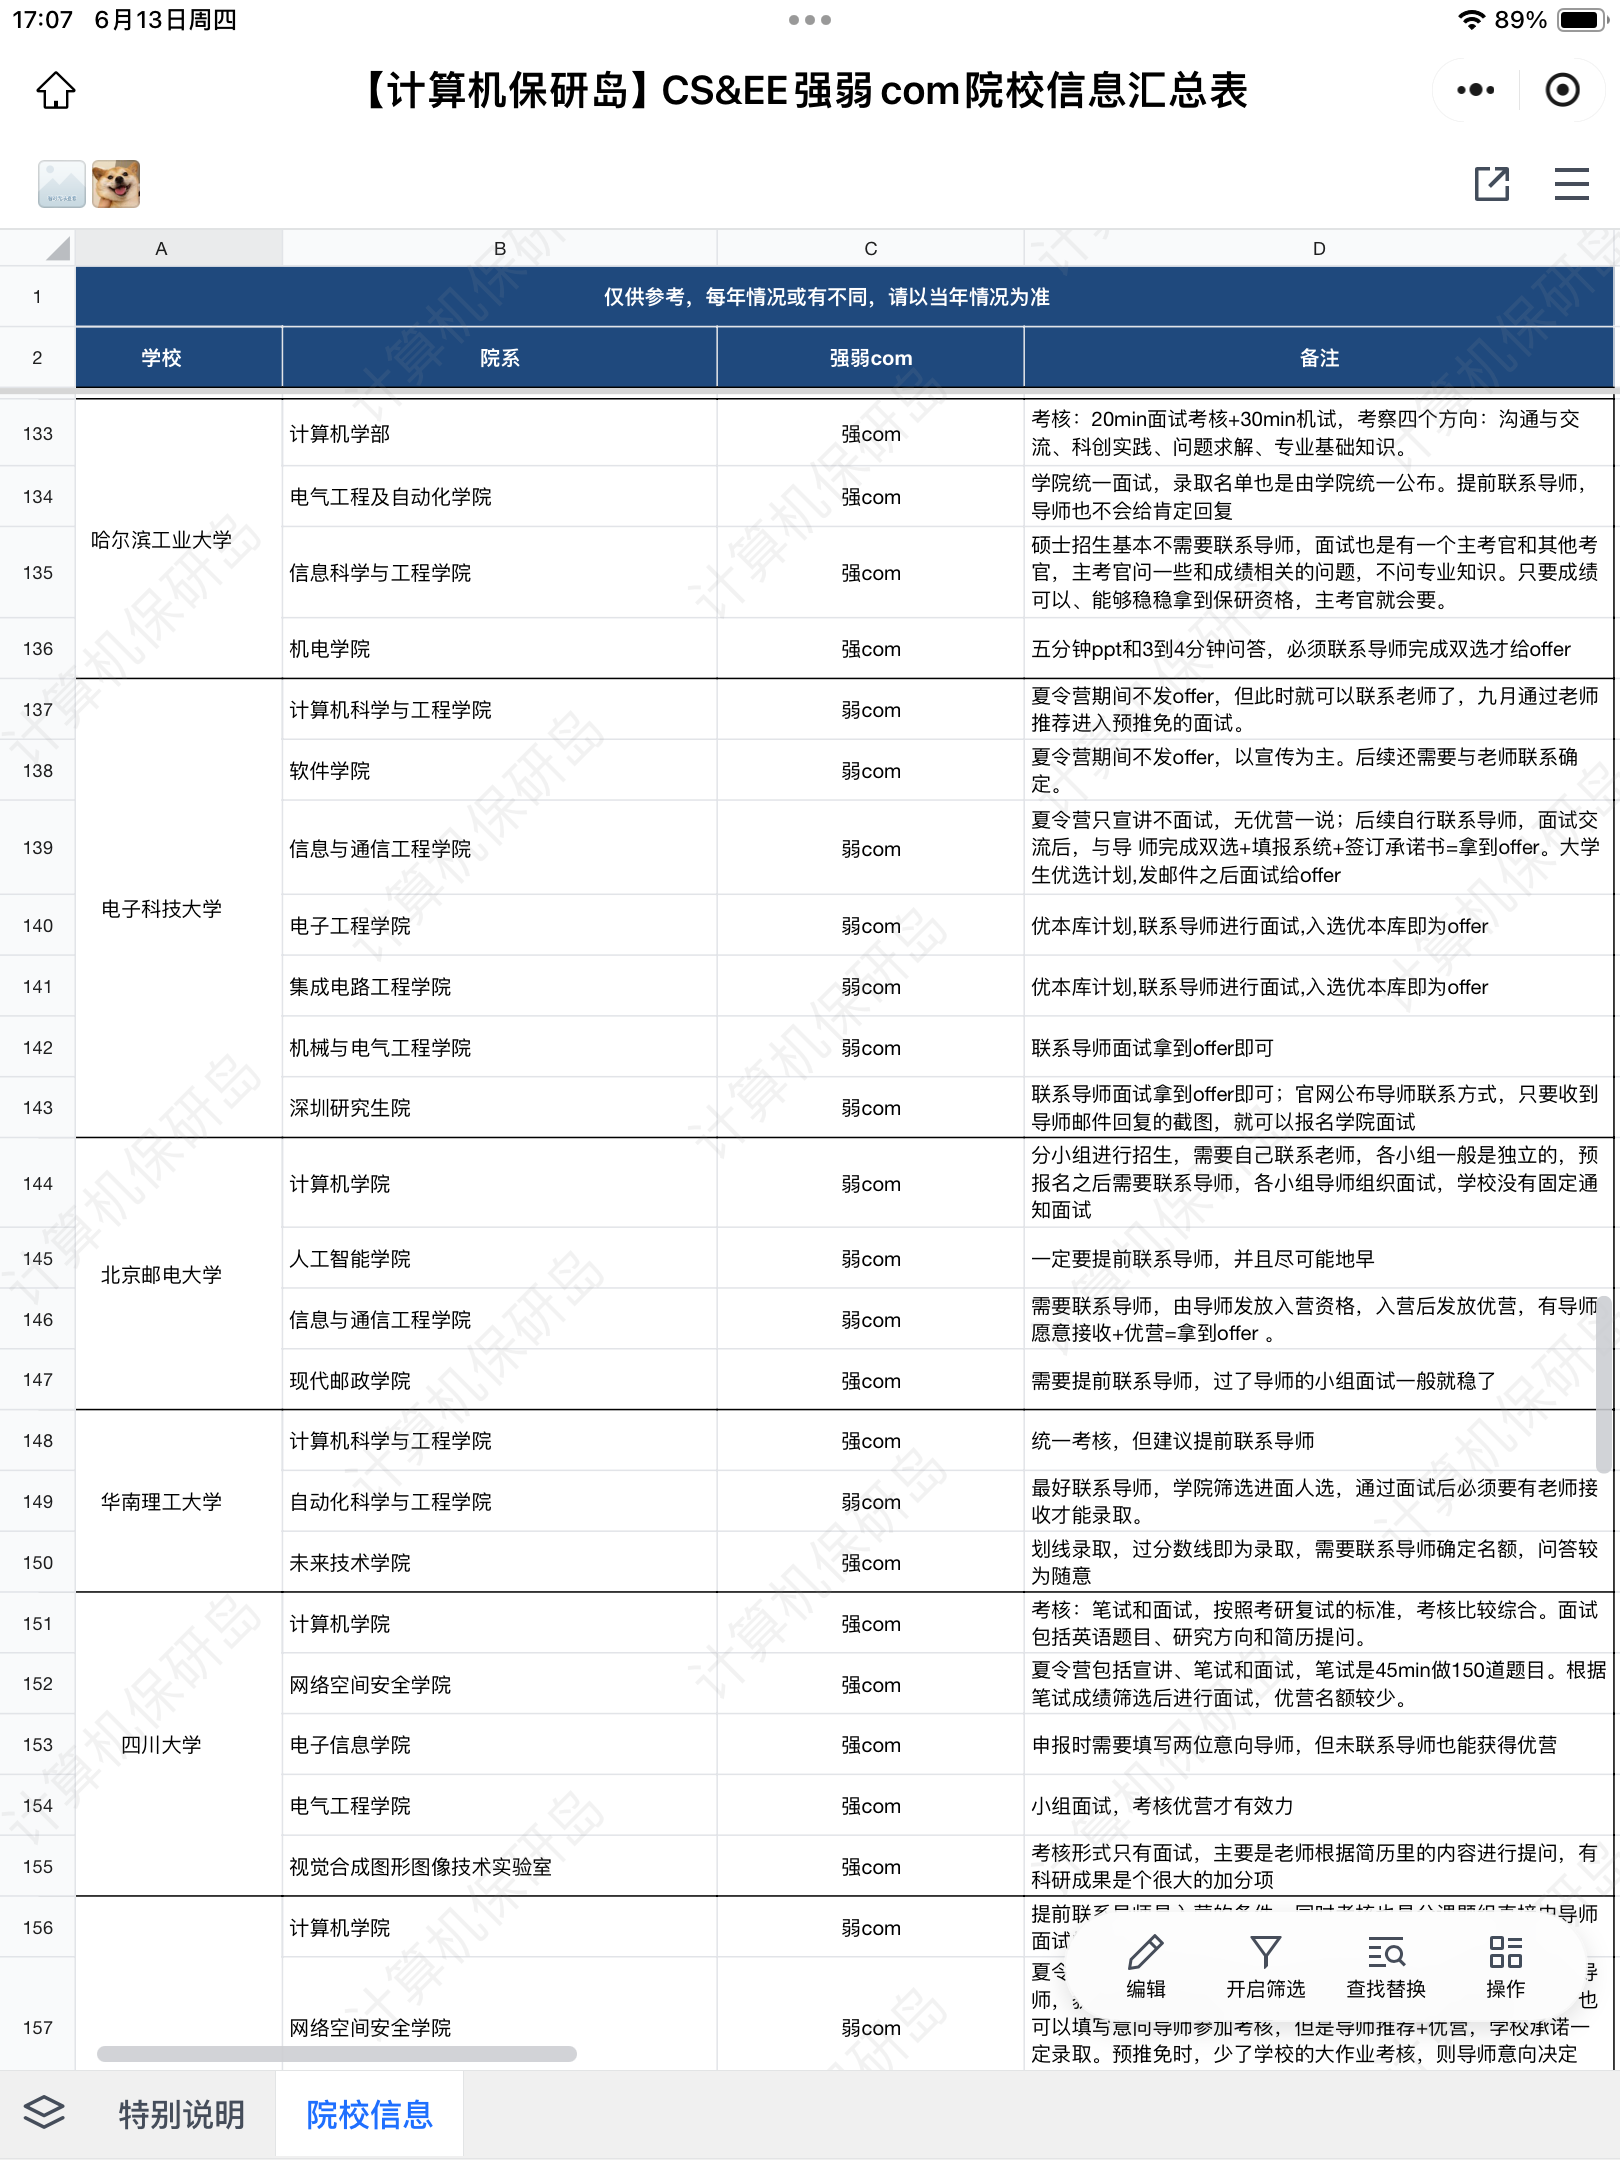 17:07 6月13日周四
89%
【计算机保研岛】CS&EE强弱com院校信息汇总表
A B C D
1 仅供参考，每年情况或有不同，请以当年情况为准
2 学校 院系 强弱com 备注
哈尔滨工业大学
133 计算机学部 强com 考核：20min面试考核+30min机试，考察四个方向：沟通与交
流、科创实践、问题求解、专业基础知识。
134 电气工程及自动化学院 强com 学院统一面试，录取名单也是由学院统一公布。提前联系导师，
导师也不会给肯定回复
135 信息科学与工程学院 强com 硕士招生基本不需要联系导师，面试也是有一个主考官和其他考
官，主考官问一些和成绩相关的问题，不问专业知识。只要成绩
可以、能够稳稳拿到保研资格，主考官就会要。
136 机电学院 强com 五分钟ppt和3到4分钟问答，必须联系导师完成双选才给offer
电子科技大学
137 计算机科学与工程学院 弱com 夏令营期间不发offer，但此时就可以联系老师了，九月通过老师
推荐进入预推免的面试。
138 软件学院 弱com 夏令营期间不发offer，以宣传为主。后续还需要与老师联系确
定。
139 信息与通信工程学院 弱com 夏令营只宣讲不面试，无优营一说；后续自行联系导师，面试交
流后，与导 师完成双选+填报系统+签订承诺书=拿到offer。大学
生优选计划,发邮件之后面试给offer
140 电子工程学院 弱com 优本库计划,联系导师进行面试,入选优本库即为offer
141 集成电路工程学院 弱com 优本库计划,联系导师进行面试,入选优本库即为offer
142 机械与电气工程学院 弱com 联系导师面试拿到offer即可
143 深圳研究生院 弱com 联系导师面试拿到offer即可；官网公布导师联系方式，只要收到
导师邮件回复的截图，就可以报名学院面试
北京邮电大学
144 计算机学院 弱com 分小组进行招生，需要自己联系老师，各小组一般是独立的，预
报名之后需要联系导师，各小组导师组织面试，学校没有固定通
知面试
145 人工智能学院 弱com 一定要提前联系导师，并且尽可能地早
146 信息与通信工程学院 弱com 需要联系导师，由导师发放入营资格，入营后发放优营，有导师
愿意接收+优营=拿到offer 。
147 现代邮政学院 强com 需要提前联系导师，过了导师的小组面试一般就稳了
华南理工大学
148 计算机科学与工程学院 强com 统一考核，但建议提前联系导师
149 自动化科学与工程学院 弱com 最好联系导师，学院筛选进面人选，通过面试后必须要有老师接
收才能录取。
150 未来技术学院 强com 划线录取，过分数线即为录取，需要联系导师确定名额，问答较
为随意
四川大学
151 计算机学院 强com 考核：笔试和面试，按照考研复试的标准，考核比较综合。面试
包括英语题目、研究方向和简历提问。
152 网络空间安全学院 强com 夏令营包括宣讲、笔试和面试，笔试是45min做150道题目。根据
笔试成绩筛选后进行面试，优营名额较少。
153 电子信息学院 强com 申报时需要填写两位意向导师，但未联系导师也能获得优营
154 电气工程学院 强com 小组面试，考核优营才有效力
155 视觉合成图形图像技术实验室 强com 考核形式只有面试，主要是老师根据简历里的内容进行提问，有
科研成果是个很大的加分项
156 计算机学院 弱com 提前联系导师是入营的条件，同时考核也是分课题组直接由导师
面试
157 网络空间安全学院 弱com 夏令 导
师， 也
可以填写意向导师参加考核，但是导师推荐+优营，学校承诺一
定录取。预推免时，少了学校的大作业考核，则导师意向决定
编辑 开启筛选 查找替换 操作
特别说明 院校信息
计算机保研岛